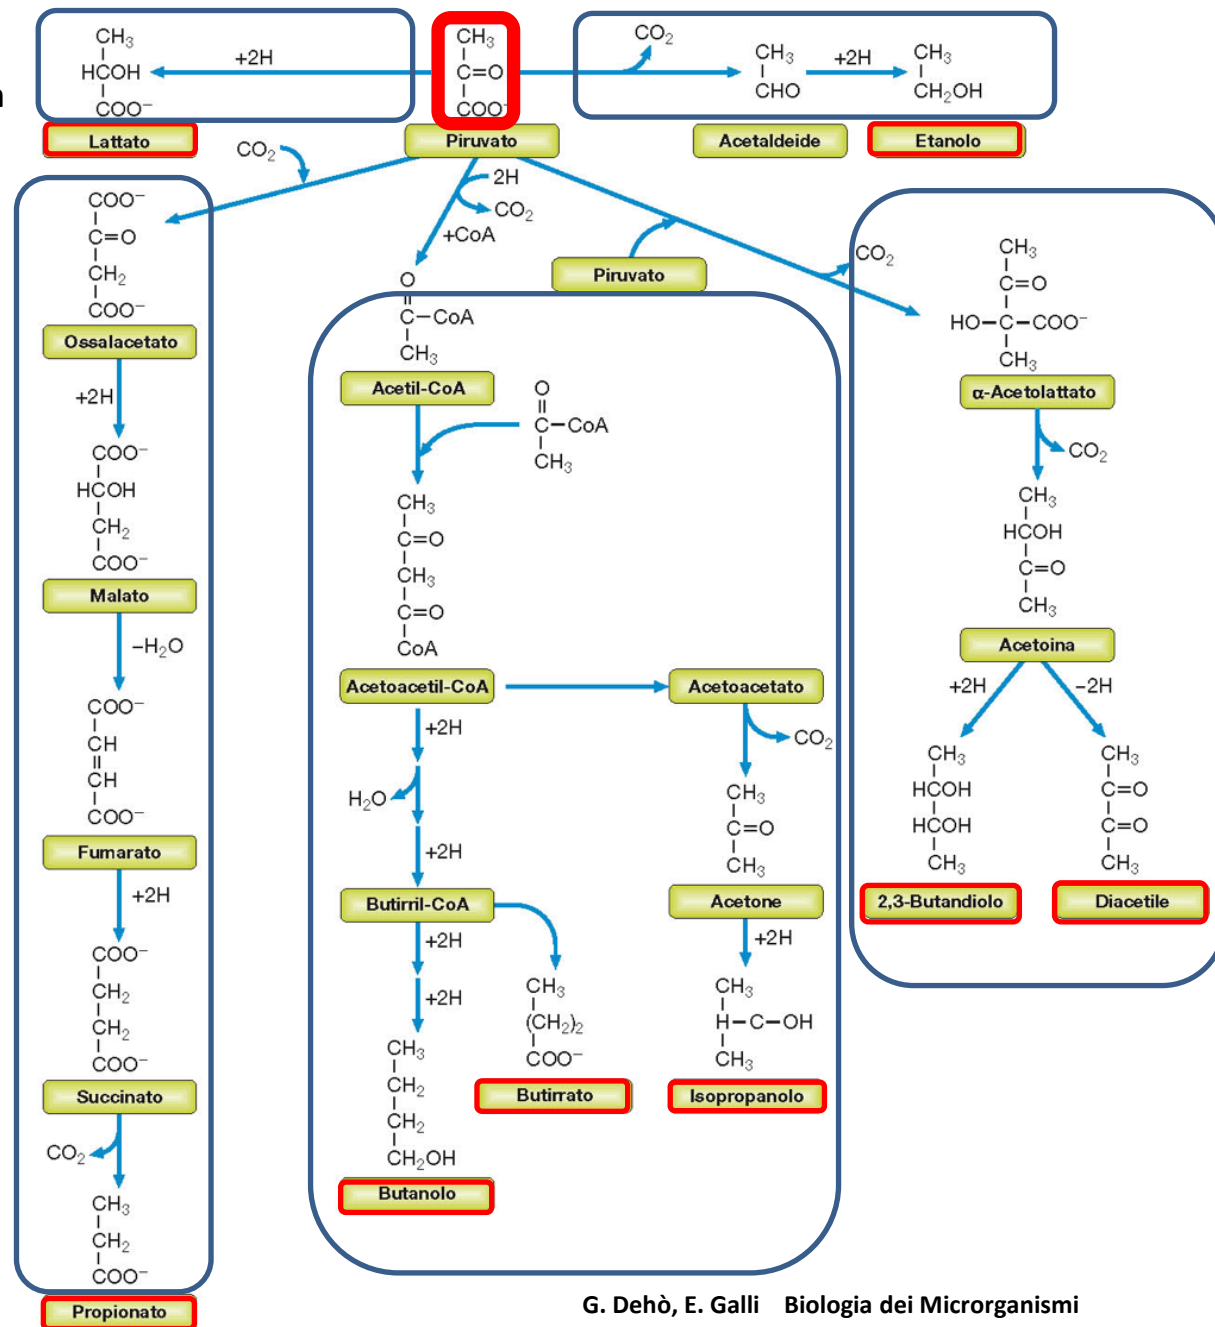 CH3
HCOH
COO−
Lattato
+2H
CH3
C=O
COO−
Piruvato
CO2
CH3
CHO
Acetaldeide
+2H
CH3
CH2OH
Etanolo
CO2
COO−
C=O
CH2
COO−
Ossalacetato
+2H
COO−
HCOH
CH2
COO−
Malato
−H2O
COO−
CH
CH
COO−
Fumarato
+2H
COO−
CH2
CH2
COO−
Succinato
CO2
CH3
CH2
COO−
Propionato
2H
CO2
+CoA
O
C−CoA
CH3
Acetil-CoA
O
C−CoA
CH3
CH3
C=O
CH3
C=O
CoA
Acetoacetil-CoA
+2H
H2O
+2H
Butirril-CoA
+2H
+2H
CH3
CH2
CH2
CH2OH
Butanolo
CH3
(CH2)2
COO−
Butirrato
Acetoacetato
CO2
CH3
C=O
CH3
Acetone
+2H
CH3
H−C−OH
CH3
Isopropanolo
Piruvato
CO2
CH3
C=O
HO−C−COO−
CH3
α-Acetolattato
CO2
CH3
HCOH
C=O
CH3
Acetoina
+2H
−2H
CH3
HCOH
HCOH
CH3
2,3-Butandiolo
CH3
C=O
C=O
CH3
Diacetile
G. Dehò, E. Galli Biologia dei Microrganismi